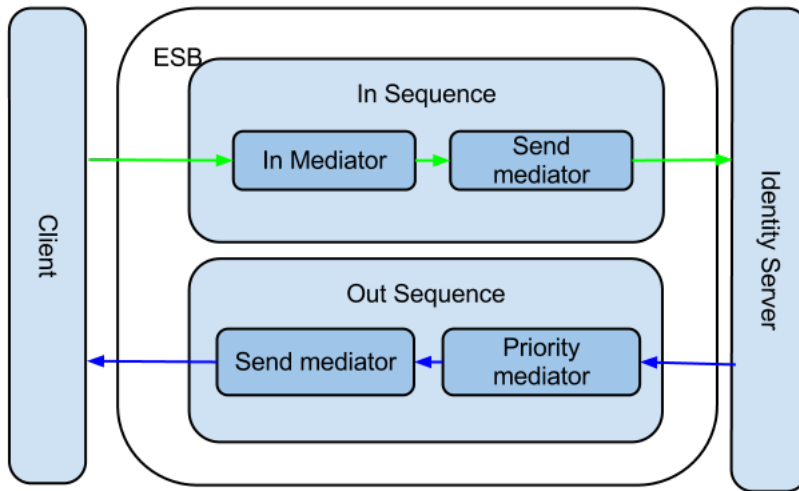 ESB
In Sequence
In Mediator
Send
mediator
Client
Identity Server
Out Sequence
Send mediator
Priority
mediator